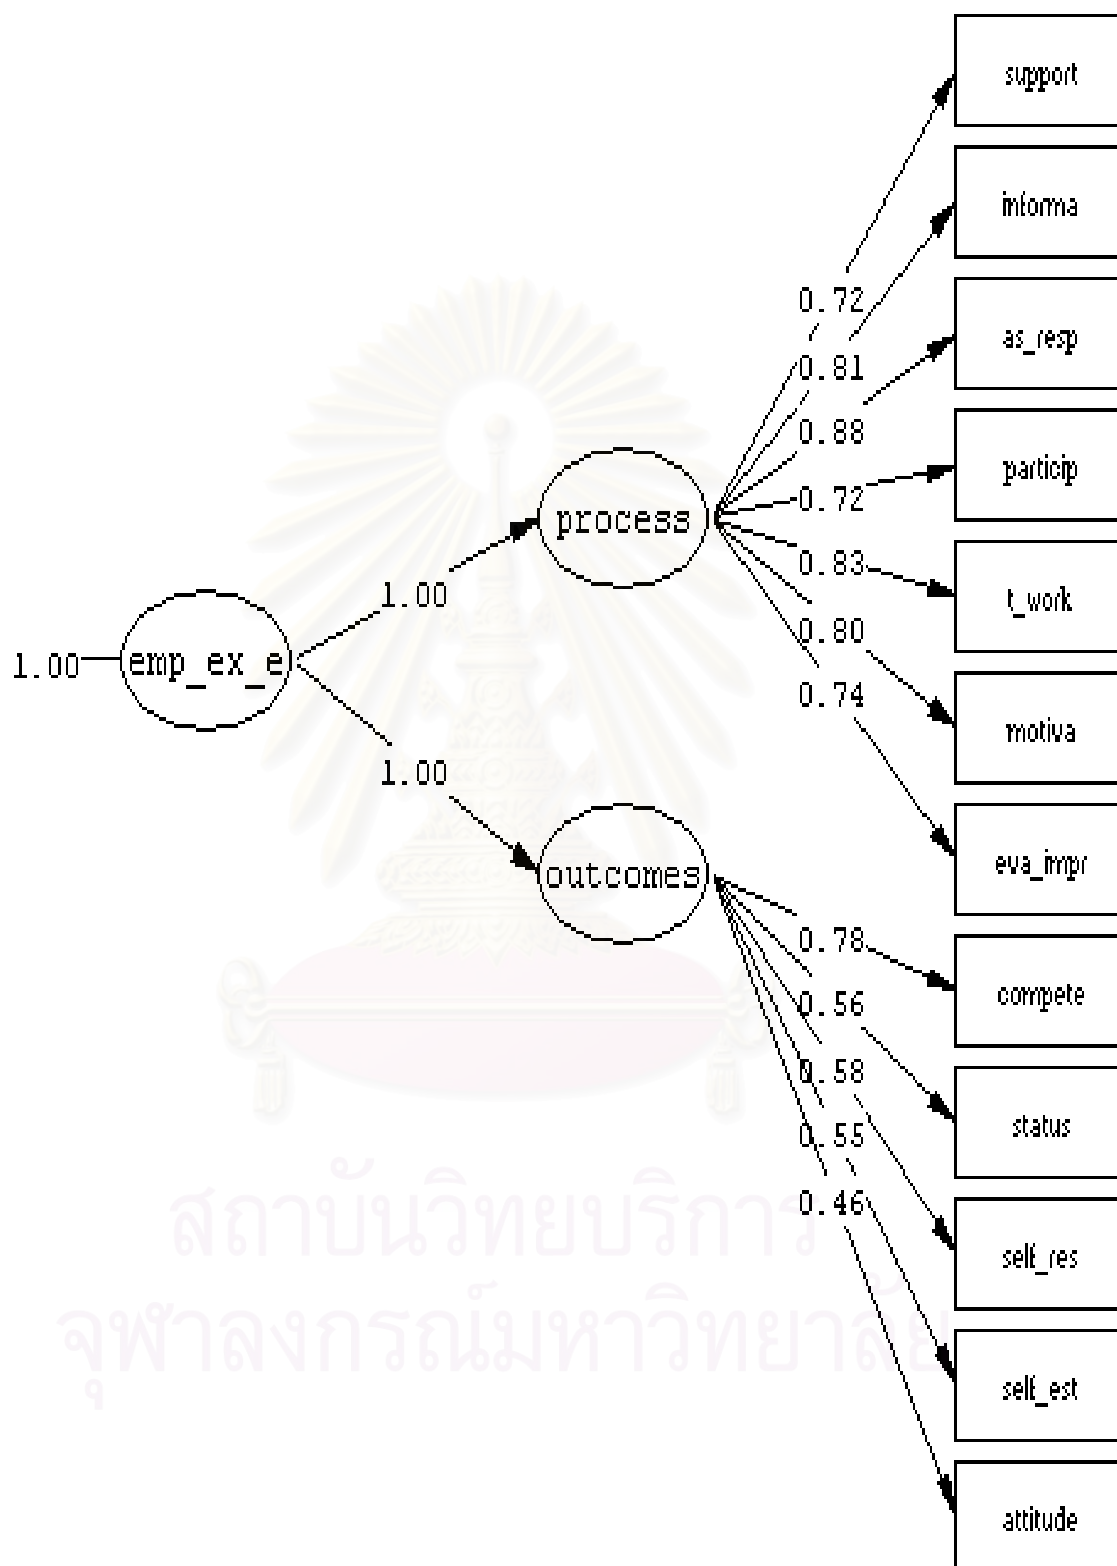 support
informa
0.72
as_resp
0.81
0.88
particip
0.72
process
0.83
t_work
1.00
0.80
1.00
emp_ex_e
0.74
motiva
1.00
eva_impr
outcomes
0.78
compete
0.56
0.58
status
0.55
0.46
สถาบันวิทยบริการ
self_res
จุฬาลงกรณ์มหาวิทยาลัย
self_est
attitude